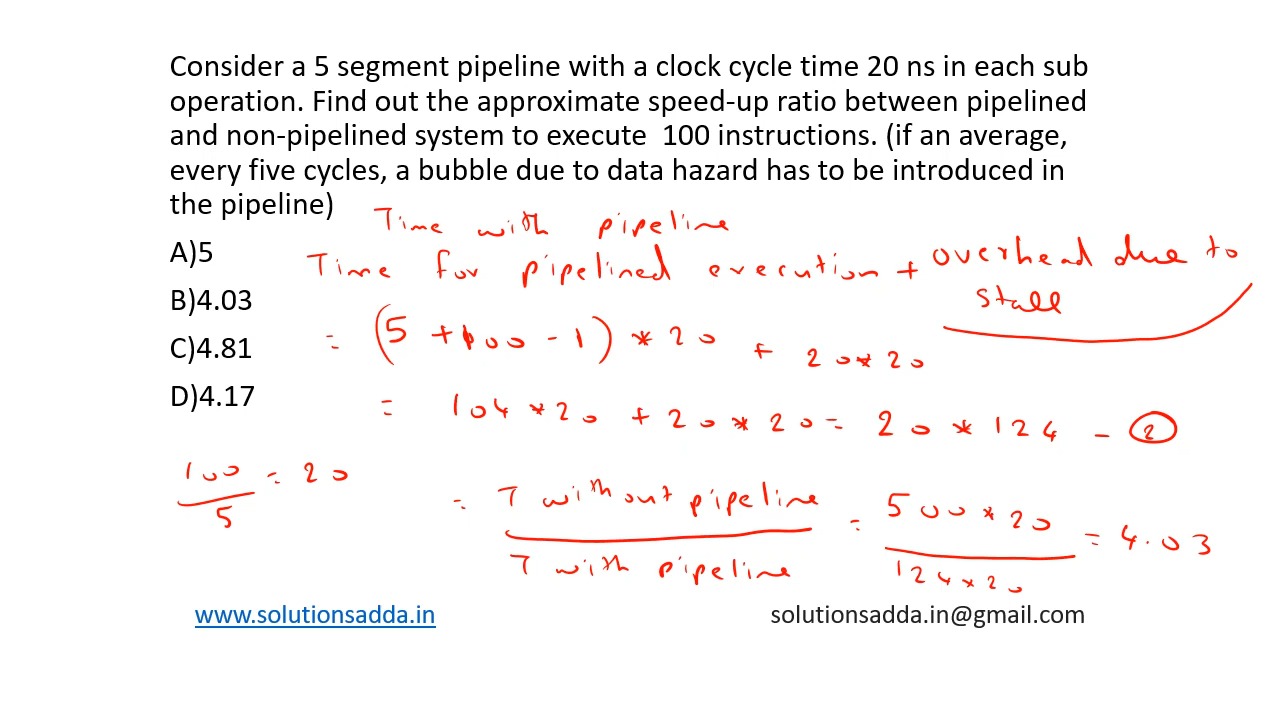 Consider a 5 segment pipeline with a clock cycle time 20 ns in each sub
operation. Find out the approximate speed-up ratio between pipelined
and non-pipelined system to execute 100 instructions. (if an average,
every five cycles, a bubble due to data hazard has to be introduced in
the pipeline)
Time with pipeline
A)5
Time for pipelined execution + overhead due to
stall
B)4.03
= (5 + 100 - 1) * 20 + 20 * 20
C)4.81
D)4.17
= 104 * 20 + 20 * 20 = 20 * 124 - 2
100/5 = 20
= T without pipeline / T with pipeline = 500 * 20 / 124 * 20 = 4.03
www.solutionsadda.in
solutionsadda.in@gmail.com